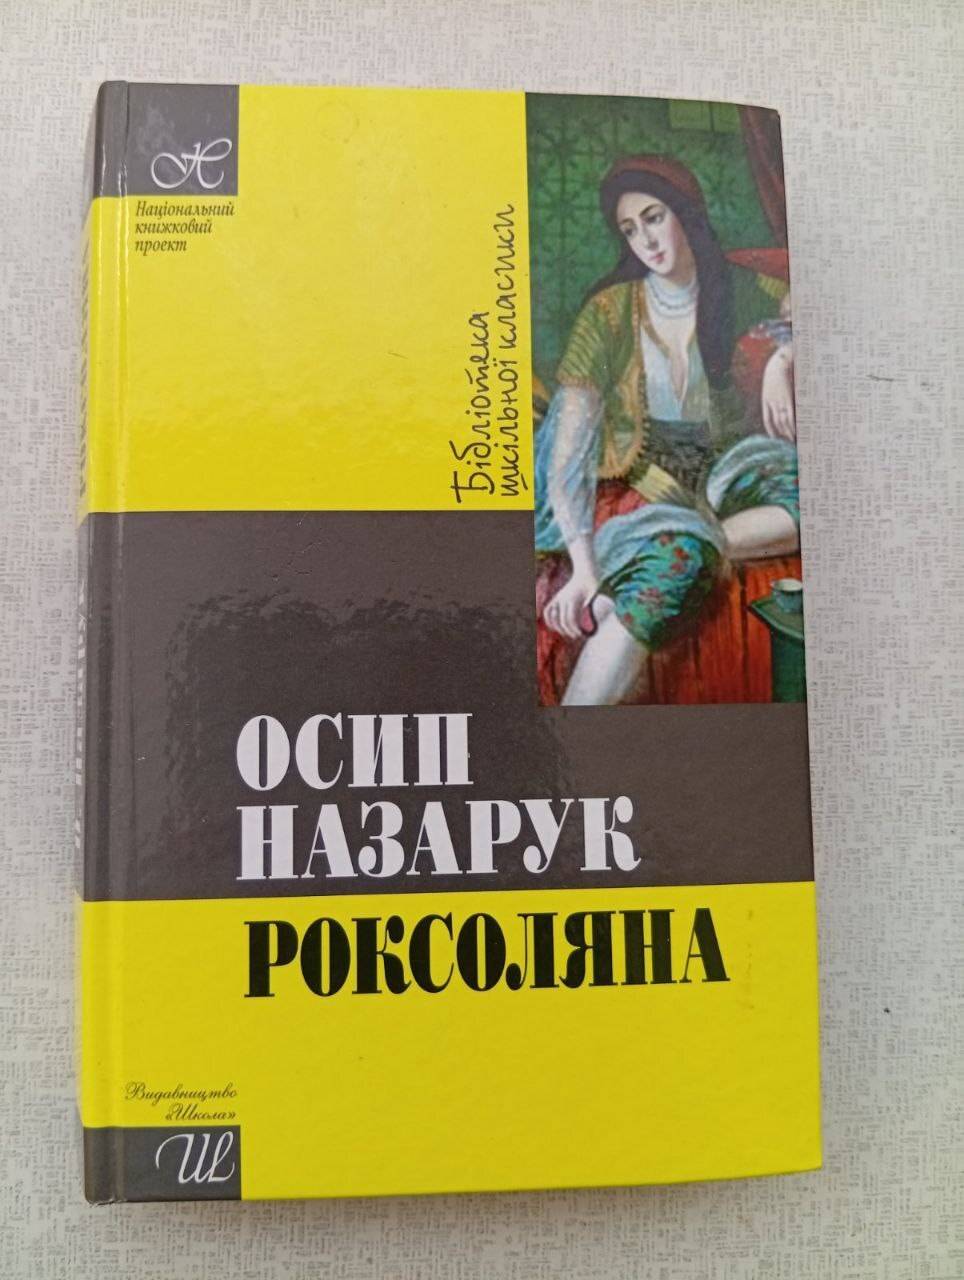 Н
Національний
книжковий
проект
Бібліотека
шкільної класики
ОСИП
НАЗАРУК
РОКСОЛЯНА
Видавництво
«Школа»
Ш